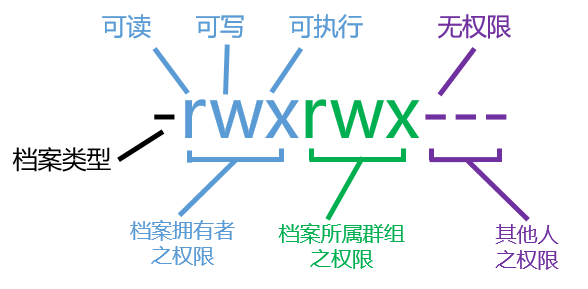 可读 可写 可执行 无权限
-rwxrwx---
档案类型
档案拥有者 档案所属群组 其他人
之权限 之权限 之权限